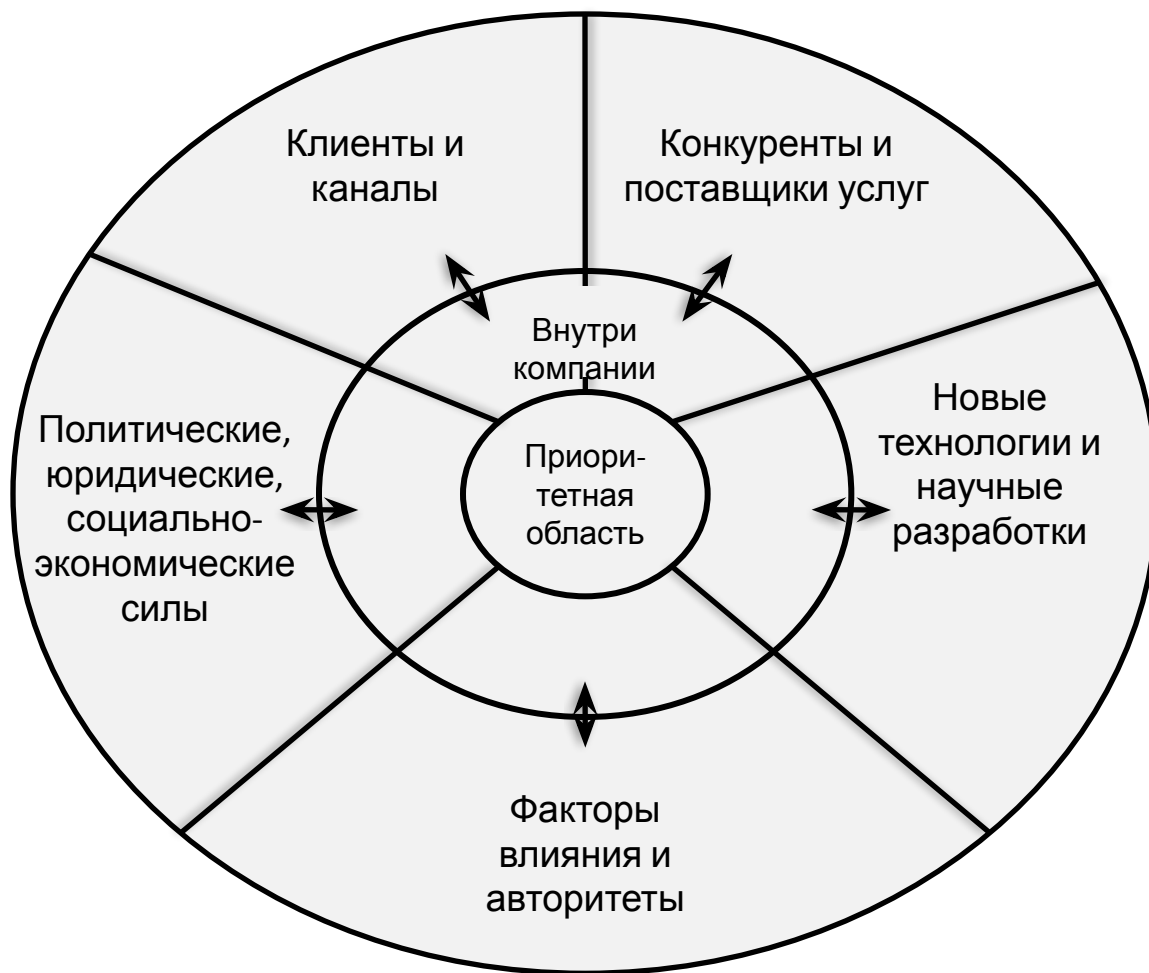 Клиенты и
каналы
Конкуренты и
поставщики услуг
Внутри
компании
Новые
технологии и
научные
разработки
Политические,
юридические,
социально-
экономические
силы
Приори-
тетная
область
Факторы
влияния и
авторитеты